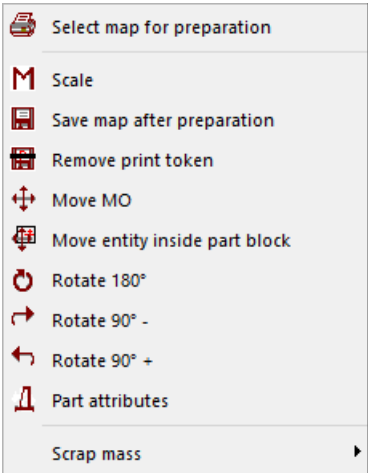 Select map for preparation
M Scale
Save map after preparation
Remove print token
Move MO
Move entity inside part block
Rotate 180°
Rotate 90° -
Rotate 90° +
Д Part attributes
Scrap mass